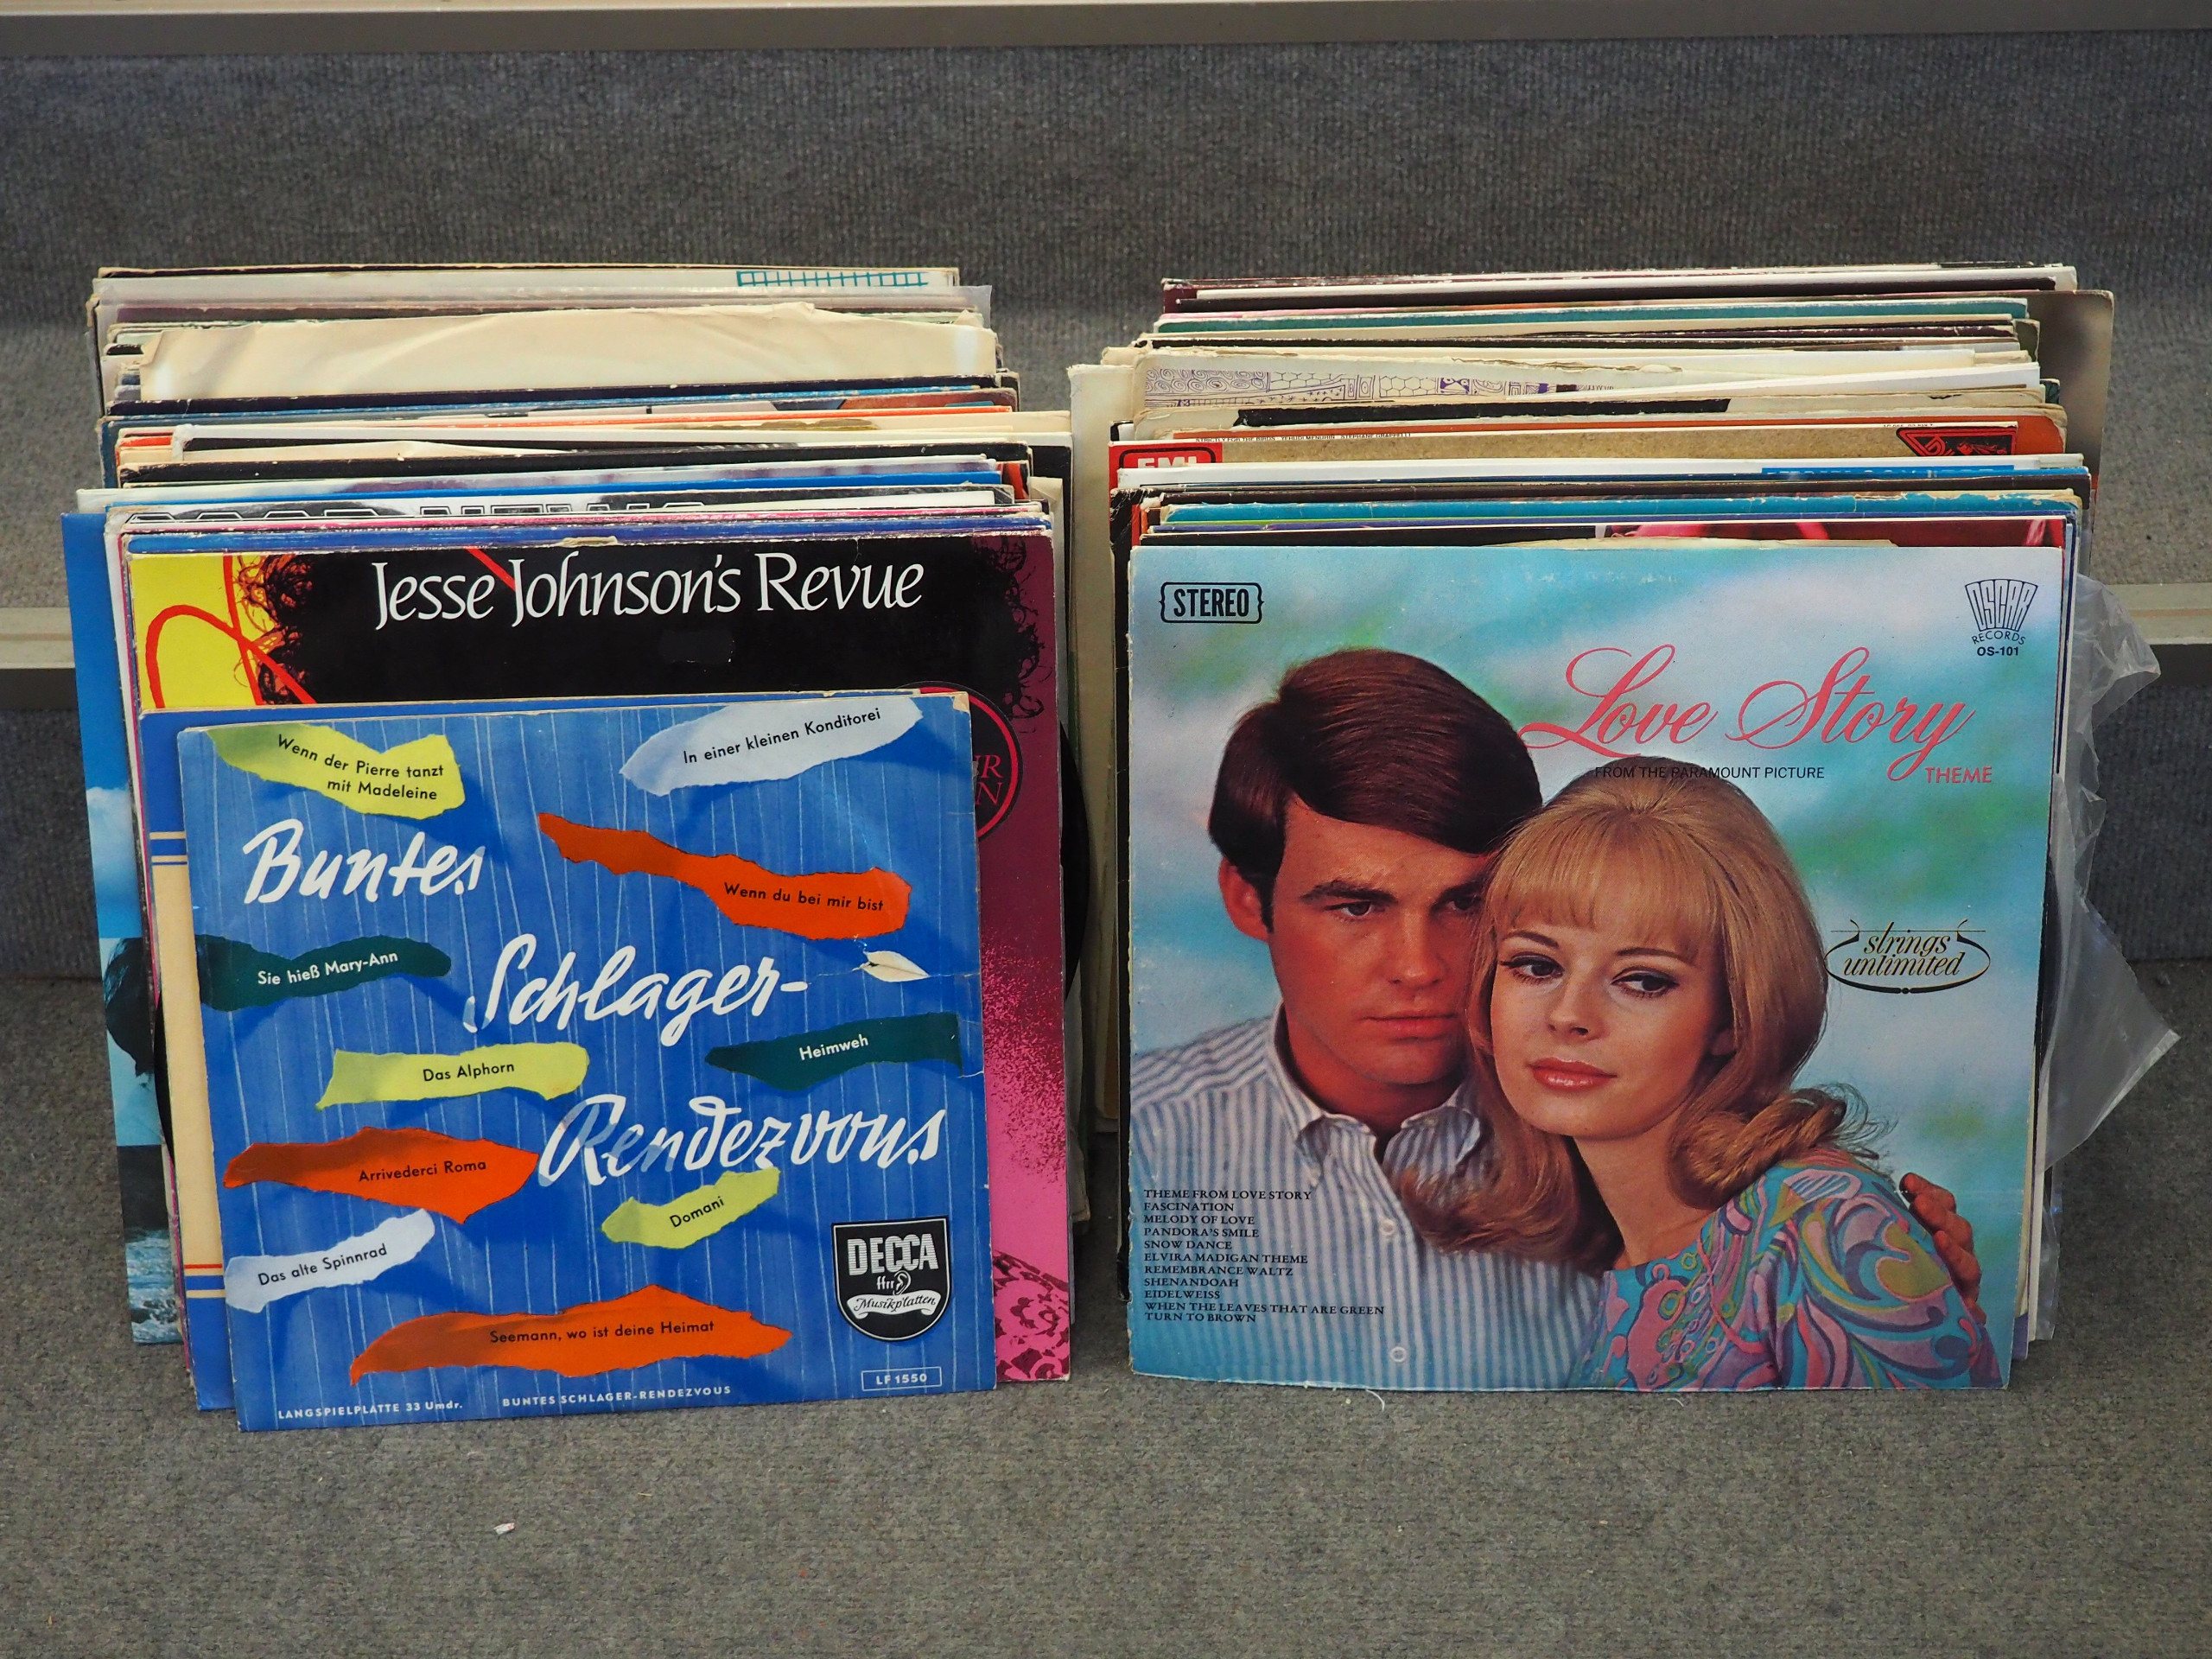 Jesse Johnson's Revue
Wenn der Pierre tanzt
mit Madeleine
In einer kleinen Konditorei
Buntes
Wenn du bei mir bist
Sie hieß Mary-Ann
Schlager-
Heimweh
Das Alphorn
Rendezvous
Arrivederci Roma
Domani
Das alte Spinnrad
DECCA
ffrr
Musikplatten
Seemann, wo ist deine Heimat
LF 1550
LANGSPIELPLATTE 33 Umdr.
BUNTES SCHLAGER-RENDEZVOUS
EMI
STEREO
OSCAR
RECORDS
OS-101
Love Story
FROM THE PARAMOUNT PICTURE
THEME
strings
unlimited
THEME FROM LOVE STORY
FASCINATION
MELODY OF LOVE
PANDORA'S SMILE
SNOW DANCE
ELVIRA MADIGAN THEME
REMEMBRANCE WALTZ
SHENANDOAH
EIDELWEISS
WHEN THE LEAVES THAT ARE GREEN
TURN TO BROWN